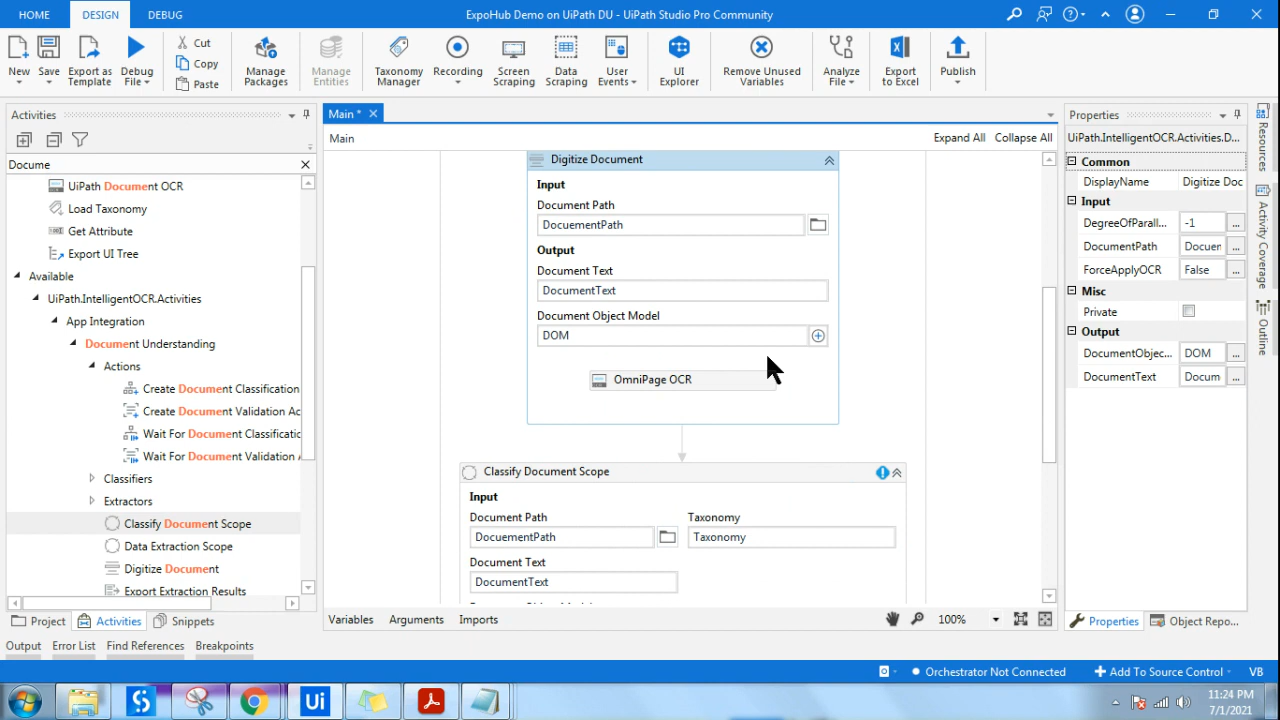 HOME DESIGN DEBUG ExpoHub Demo on UiPath DU - UiPath Studio Pro Community
New Save Export as Template Debug File Cut Copy Paste Manage Packages Manage Entities Taxonomy Manager Recording Screen Scraping Data Scraping User Events UI Explorer Remove Unused Variables Analyze File Export to Excel Publish
Activities
Docume
UiPath Document OCR
Load Taxonomy
Get Attribute
Export UI Tree
Available
UiPath.IntelligentOCR.Activities
App Integration
Document Understanding
Actions
Create Document Classification
Create Document Validation Ac
Wait For Document Classificatic
Wait For Document Validation
Classifiers
Extractors
Classify Document Scope
Data Extraction Scope
Digitize Document
Export Extraction Results
Project Activities Snippets
Main *
Main Expand All Collapse All
Digitize Document
Input
Document Path
DocuementPath
Output
Document Text
DocumentText
Document Object Model
DOM
OmniPage OCR
Classify Document Scope
Input
Document Path Taxonomy
DocuementPath Taxonomy
Document Text
DocumentText
Variables Arguments Imports 100%
Properties
UiPath.IntelligentOCR.Activities.D...
Common
DisplayName Digitize Doc
Input
DegreeOfParall... -1 ...
DocumentPath Docuer ...
ForceApplyOCR False ...
Misc
Private
Output
DocumentObjec... DOM ...
DocumentText Docum ...
Properties Object Repo...
Resources
Activity Coverage
Outline
Output Error List Find References Breakpoints
Orchestrator Not Connected Add To Source Control VB
Ui
11:24 PM
7/1/2021